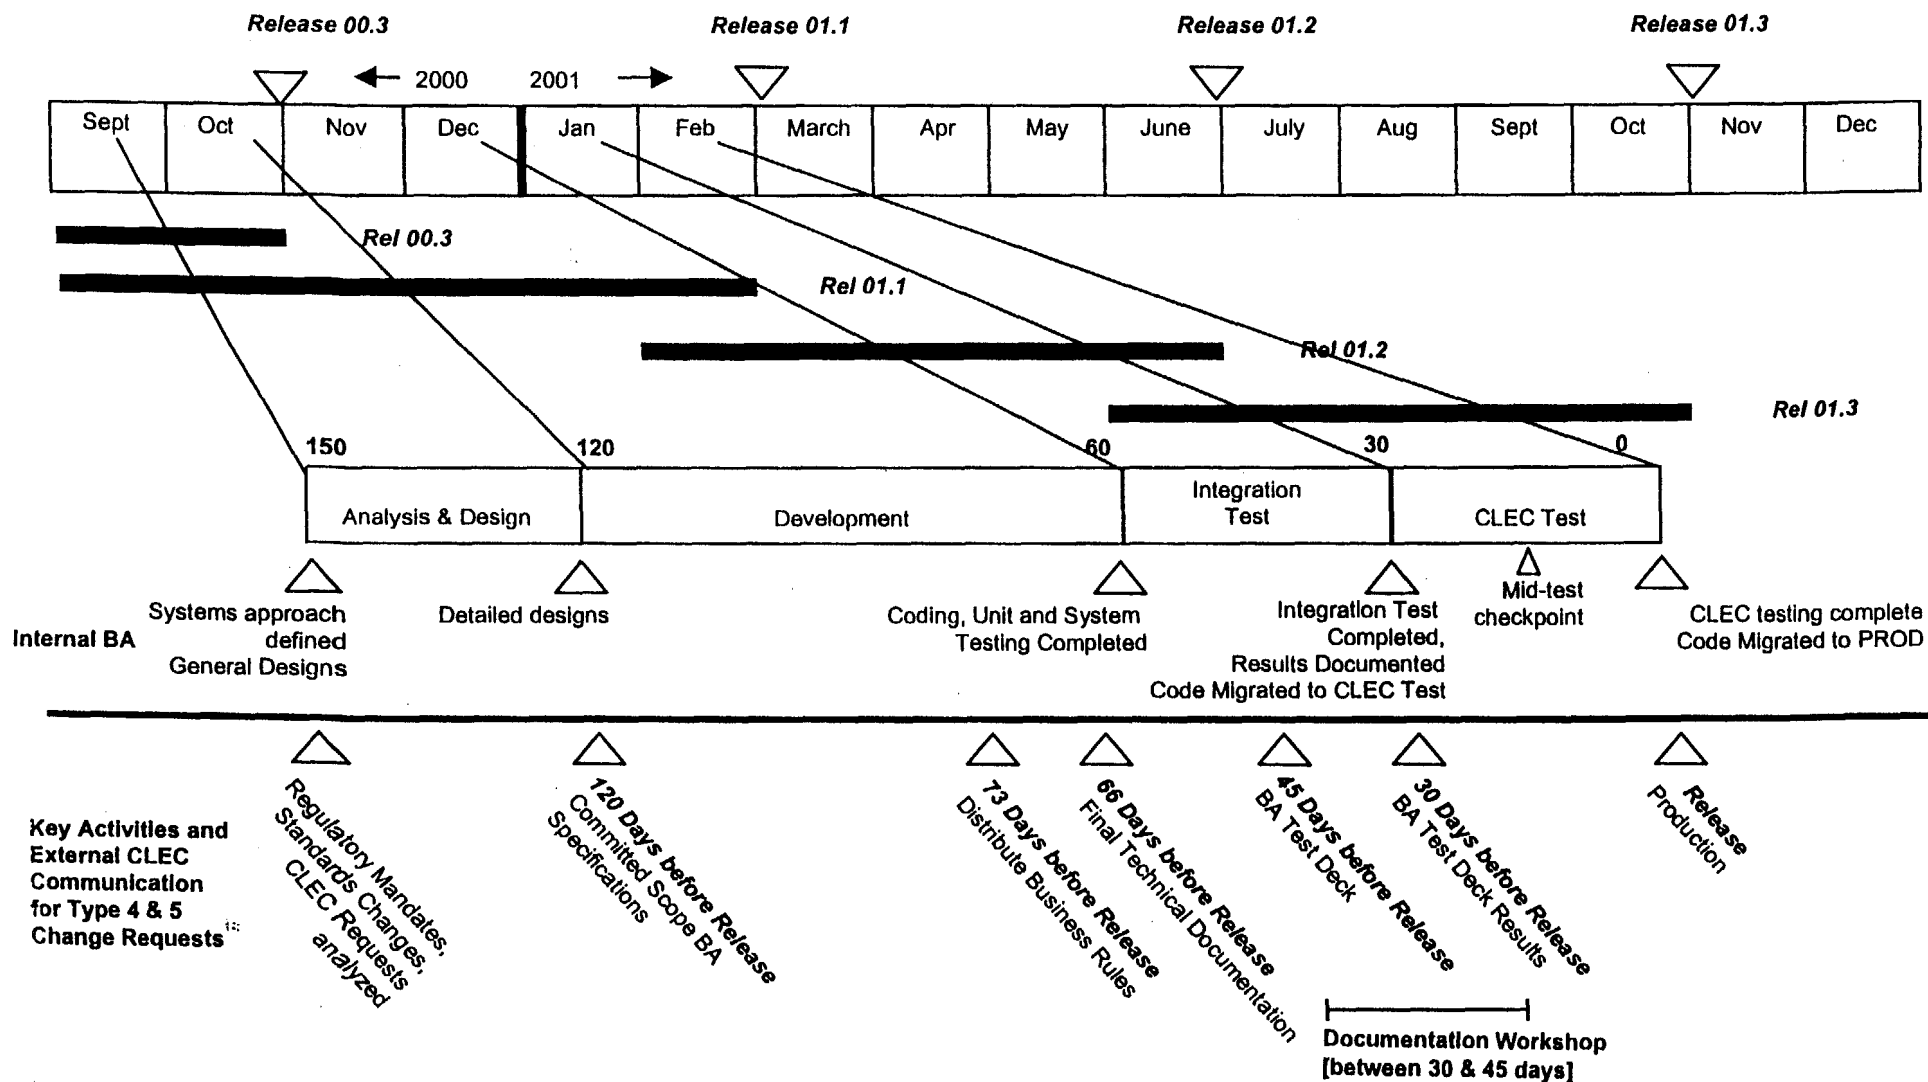 Release 00.3
Release 01.1
Release 01.2
Release 01.3
2000
2001
Sept
Oct
Nov
Dec
Jan
Feb
March
Apr
May
June
July
Aug
Sept
Oct
Nov
Dec
Rel 00.3
Rel 01.1
Rel 01.2
Rel 01.3
150
120
60
30
0
Analysis & Design
Development
Integration
Test
CLEC Test
Internal BA
Systems approach
defined
General Designs
Detailed designs
Coding, Unit and System
Testing Completed
Integration Test
Completed,
Results Documented
Code Migrated to CLEC Test
Mid-test
checkpoint
CLEC testing complete
Code Migrated to PROD
Key Activities and
External CLEC
Communication
for Type 4 & 5
Change Requests
Regulatory Mandates,
Standards Changes,
CLEC Requests
analyzed
120 Days before Release
Committed Scope BA
Specifications
73 Days before Release
Distribute Business Rules
66 Days before Release
Final Technical Documentation
45 Days before Release
BA Test Deck
30 Days before Release
BA Test Deck Results
Release
Production
Documentation Workshop
[between 30 & 45 days]